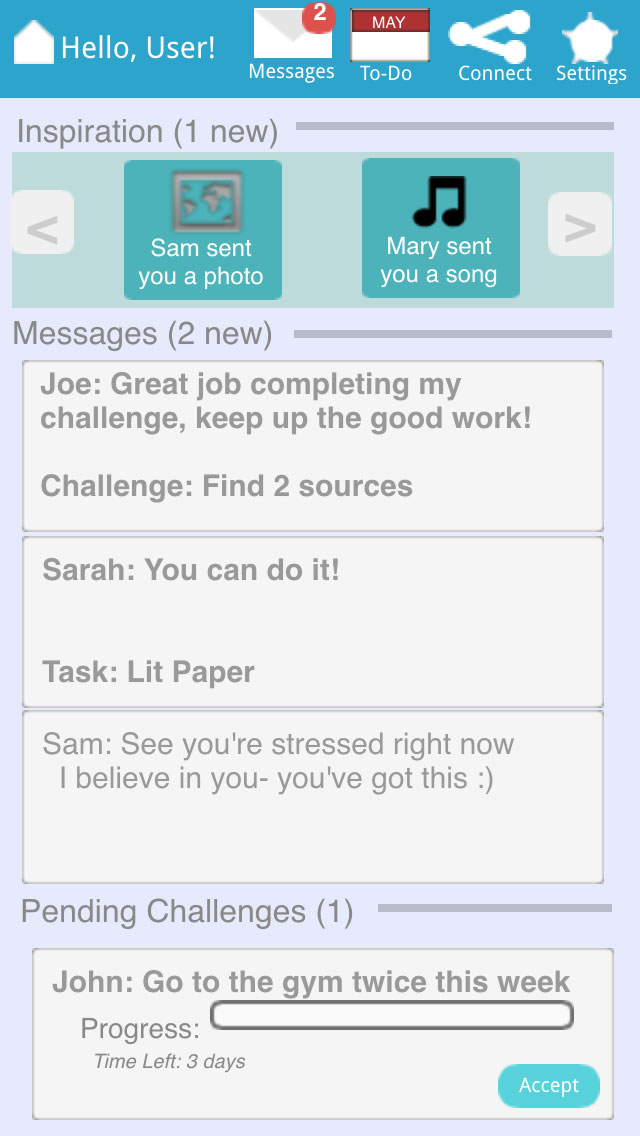 Hello, User!
2
Messages
MAY
To-Do
Connect
Settings
Inspiration (1 new)
<
Sam sent
you a photo
Mary sent
you a song
>
Messages (2 new)
Joe: Great job completing my
challenge, keep up the good work!
Challenge: Find 2 sources
Sarah: You can do it!
Task: Lit Paper
Sam: See you're stressed right now
I believe in you- you've got this :)
Pending Challenges (1)
John: Go to the gym twice this week
Progress:
Time Left: 3 days
Accept